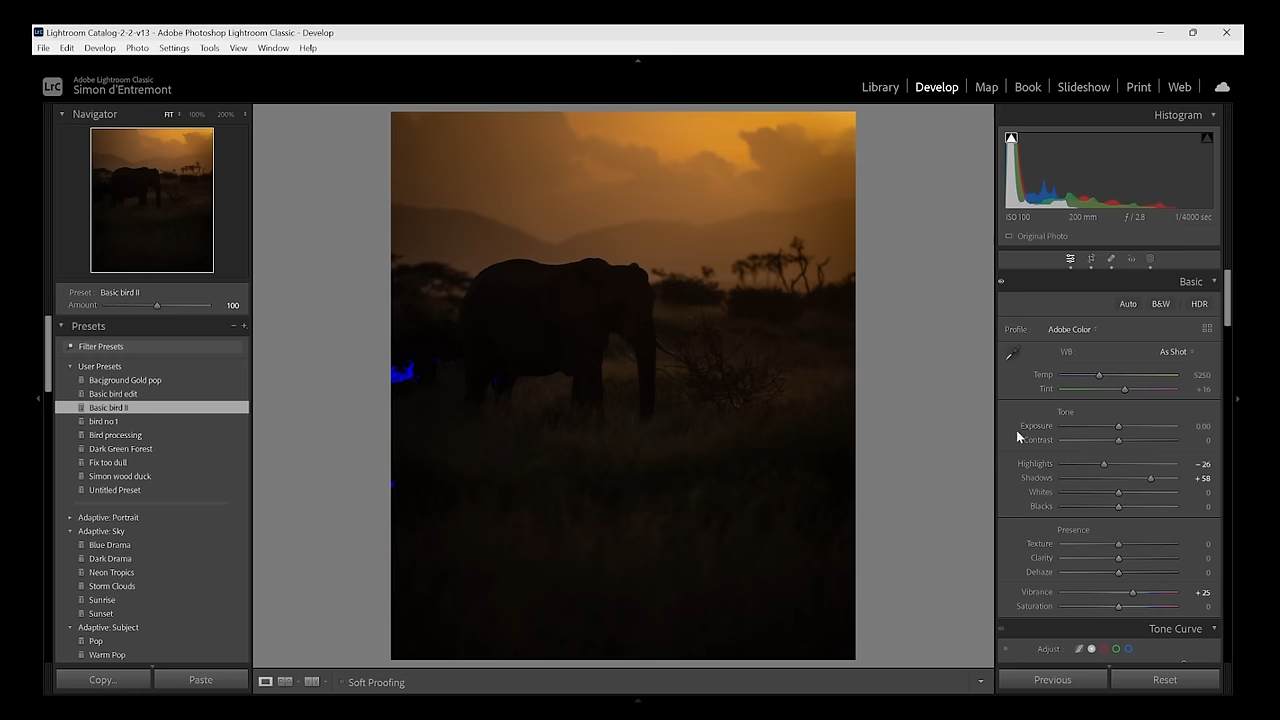 Lightroom Catalog-2-2-v13 - Adobe Photoshop Lightroom Classic - Develop
File Edit Develop Photo Settings Tools View Window Help
LrC
Adobe Lightroom Classic
Simon d'Entremont
Library Develop Map Book Slideshow Print Web
Navigator FIT 100% 200%
Preset: Basic bird II
Amount 100
Presets
Filter Presets
User Presets
Bacground Gold pop
Basic bird edit
Basic bird II
bird no 1
Bird processing
Dark Green Forest
Fix too dull
Simon wood duck
Untitled Preset
Adaptive: Portrait
Adaptive: Sky
Blue Drama
Dark Drama
Neon Tropics
Storm Clouds
Sunrise
Sunset
Adaptive: Subject
Pop
Warm Pop
Copy... Paste
Soft Proofing
Histogram
ISO 100 200 mm ƒ / 2.8 1/4000 sec
Original Photo
Basic
Auto B&W HDR
Profile: Adobe Color
WB: As Shot
Temp 5250
Tint + 16
Tone
Exposure 0.00
Contrast 0
Highlights − 26
Shadows + 58
Whites 0
Blacks 0
Presence
Texture 0
Clarity 0
Dehaze 0
Vibrance + 25
Saturation 0
Tone Curve
Adjust:
Previous Reset